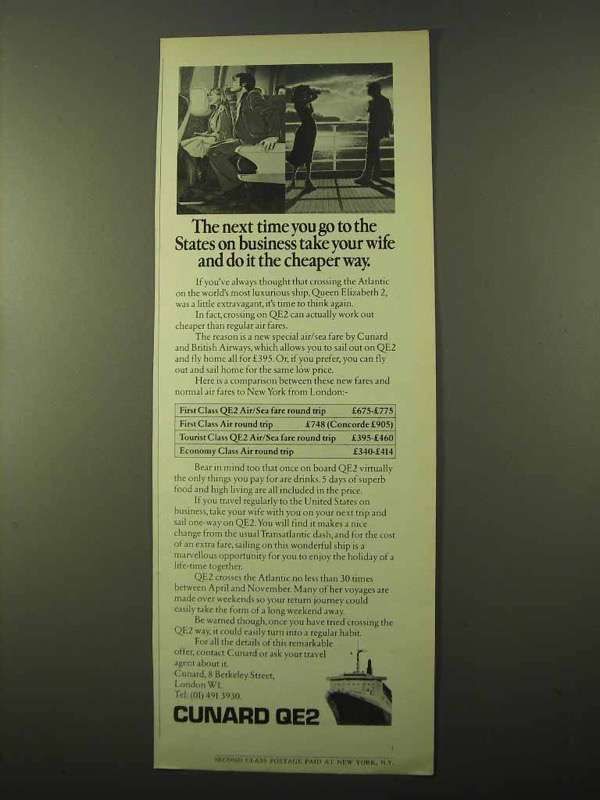 The next time you go to the
States on business take your wife
and do it the cheaper way.
If you've always thought that crossing the Atlantic
on the world's most luxurious ship, Queen Elizabeth 2,
was a little extravagant, it's time to think again.
In fact, crossing on QE2 can actually work out
cheaper than regular air fares.
The reason is a new special air/sea fare by Cunard
and British Airways, which allows you to sail out on QE2
and fly home all for £395. Or, if you prefer, you can fly
out and sail home for the same low price.
Here is a comparison between these new fares and
normal air fares to New York from London:-
First Class QE2 Air/Sea fare round trip £675-£775
First Class Air round trip £748 (Concorde £905)
Tourist Class QE2 Air/Sea fare round trip £395-£460
Economy Class Air round trip £340-£414
Bear in mind too that once on board QE2 virtually
the only things you pay for are drinks. 5 days of superb
food and high living are all included in the price.
If you travel regularly to the United States on
business, take your wife with you on your next trip and
sail one-way on QE2. You will find it makes a nice
change from the usual Transatlantic dash, and for the cost
of an extra fare, sailing on this wonderful ship is a
marvellous opportunity for you to enjoy the holiday of a
life-time together.
QE2 crosses the Atlantic no less than 30 times
between April and November. Many of her voyages are
made over weekends so your return journey could
easily take the form of a long weekend away.
Be warned though, once you have tried crossing the
QE2 way, it could easily turn into a regular habit.
For all the details of this remarkable
offer, contact Cunard or ask your travel
agent about it.
Cunard, 8 Berkeley Street,
London W1.
Tel: (01) 491 3930.
CUNARD QE2
SECOND CLASS POSTAGE PAID AT NEW YORK, N.Y.